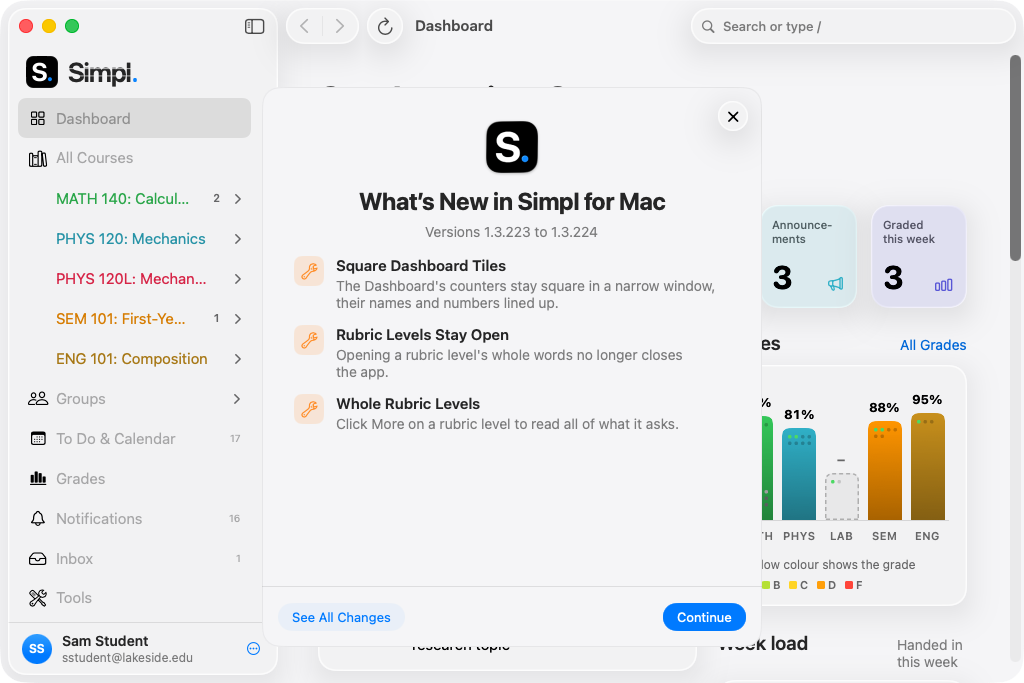 Dashboard
Search or type /
S.
Simpl.
Dashboard
All Courses
MATH 140: Calcul... 2
PHYS 120: Mechanics
PHYS 120L: Mechan...
SEM 101: First-Ye... 1
ENG 101: Composition
Groups
To Do & Calendar 17
Grades
Notifications 16
Inbox 1
Tools
SS
Sam Student
sstudent@lakeside.edu
S.
What's New in Simpl for Mac
Versions 1.3.223 to 1.3.224
Square Dashboard Tiles
The Dashboard's counters stay square in a narrow window,
their names and numbers lined up.
Rubric Levels Stay Open
Opening a rubric level's whole words no longer closes
the app.
Whole Rubric Levels
Click More on a rubric level to read all of what it asks.
See All Changes
Continue
Announce-
ments
3
Graded
this week
3
All Grades
81%
–
88%
95%
PHYS LAB SEM ENG
colour shows the grade
B C D F
load
Handed in
this week